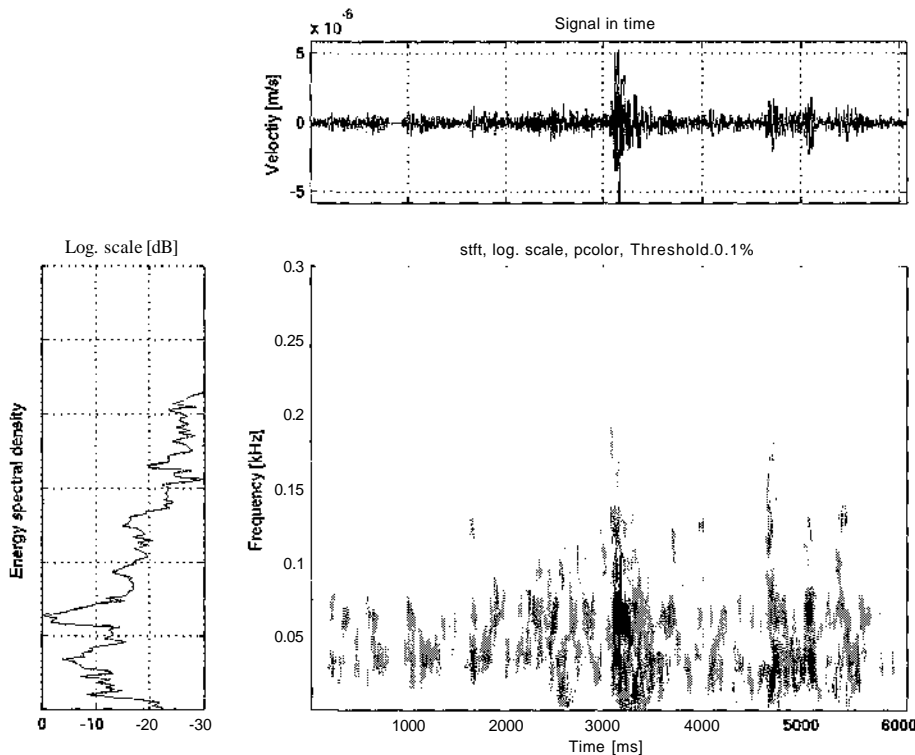 Signal in time
x 10-6
5
0
-5
Veloctiy [m/s]
Log. scale [dB]
Energy spectral density
0 -10 -20 -30
stft, log. scale, pcolor, Threshold.0.1%
0.3
0.25
0.2
0.15
0.1
0.05
Frequency [kHz]
1000 2000 3000 4000 5000 6000
Time [ms]